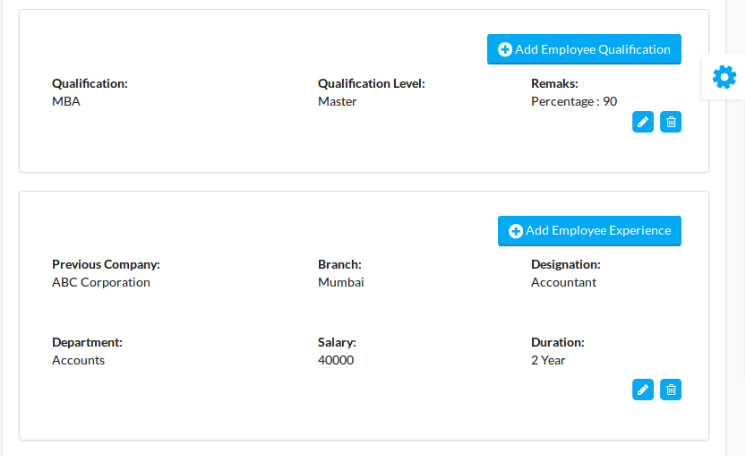 Add Employee Qualification
Qualification: Qualification Level: Remaks:
MBA Master Percentage : 90
Add Employee Experience
Previous Company: Branch: Designation:
ABC Corporation Mumbai Accountant
Department: Salary: Duration:
Accounts 40000 2 Year